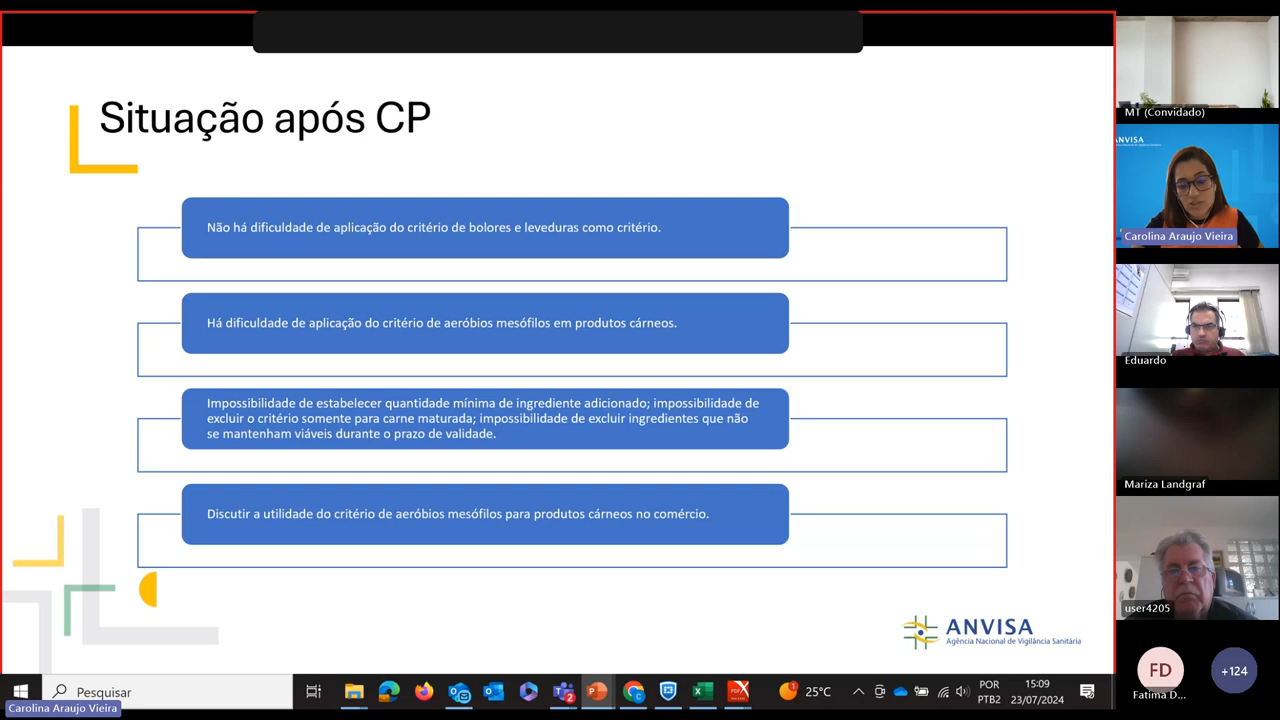 Situação após CP
Não há dificuldade de aplicação do critério de bolores e leveduras como critério.
Há dificuldade de aplicação do critério de aeróbios mesófilos em produtos cárneos.
Impossibilidade de estabelecer quantidade mínima de ingrediente adicionado; impossibilidade de
excluir o critério somente para carne maturada; impossibilidade de excluir ingredientes que não
se mantenham viáveis durante o prazo de validade.
Discutir a utilidade do critério de aeróbios mesófilos para produtos cárneos no comércio.
ANVISA
Agência Nacional de Vigilância Sanitária
MT (Convidado)
ANVISA
Carolina Araujo Vieira
Eduardo
Mariza Landgraf
user4205
FD
Fatima D...
+124
Pesquisar
25°C
POR
PTB2
15:09
23/07/2024
Carolina Araujo Vieira